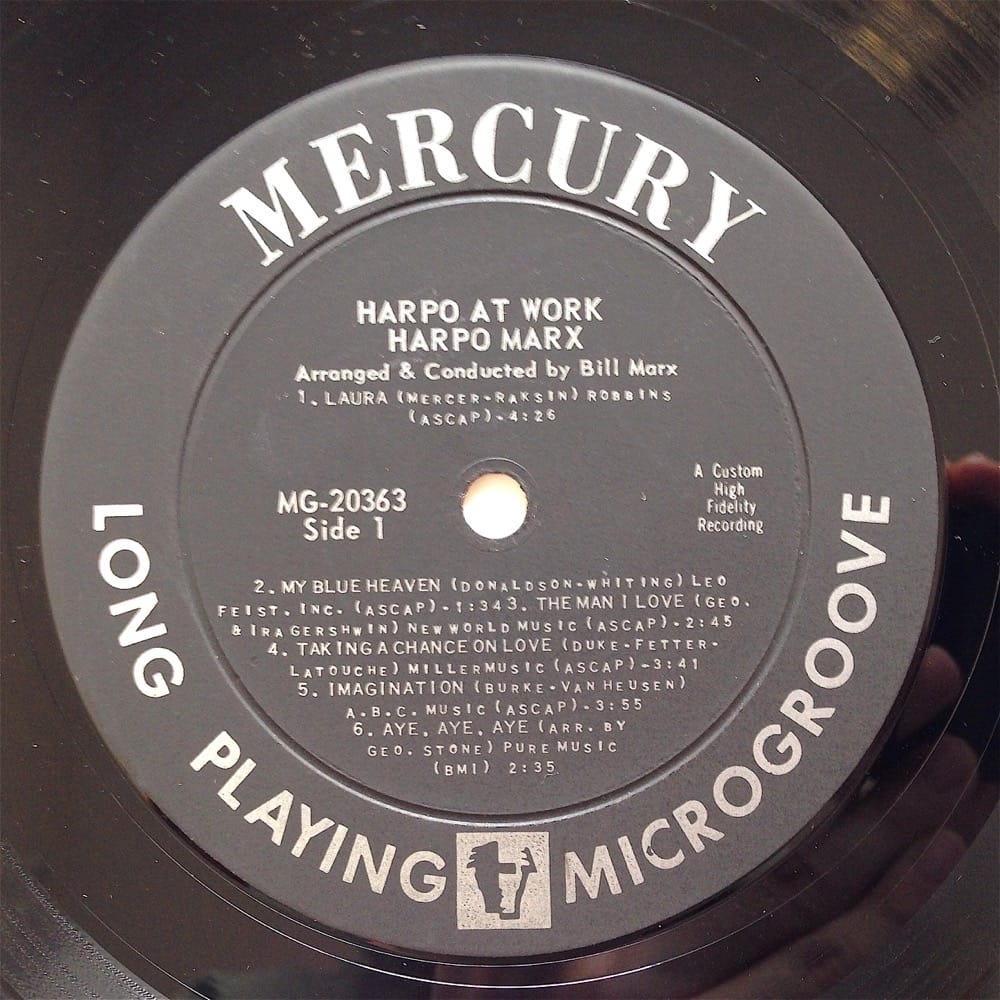 MERCURY
HARPO AT WORK
HARPO MARX
Arranged & Conducted by Bill Marx
1. LAURA (MERCER-RAKSIN) ROBBINS
(ASCAP)-4:26
MG-20363
Side 1
A Custom
High
Fidelity
Recording
2. MY BLUE HEAVEN (DONALDSON-WHITING) LEO
FEIST, INC. (ASCAP)-1:34 3. THE MAN I LOVE (GEO.
& IRA GERSHWIN) NEW WORLD MUSIC (ASCAP)-2:45
4. TAKING A CHANCE ON LOVE (DUKE-FETTER-
LATOUCHE) MILLER MUSIC (ASCAP)-3:41
5. IMAGINATION (BURKE-VAN HEUSEN)
A.B.C. MUSIC (ASCAP)-3:55
6. AYE, AYE, AYE (ARR. BY
GEO. STONE) PURE MUSIC
(BMI) 2:35
LONG PLAYING MICROGROOVE